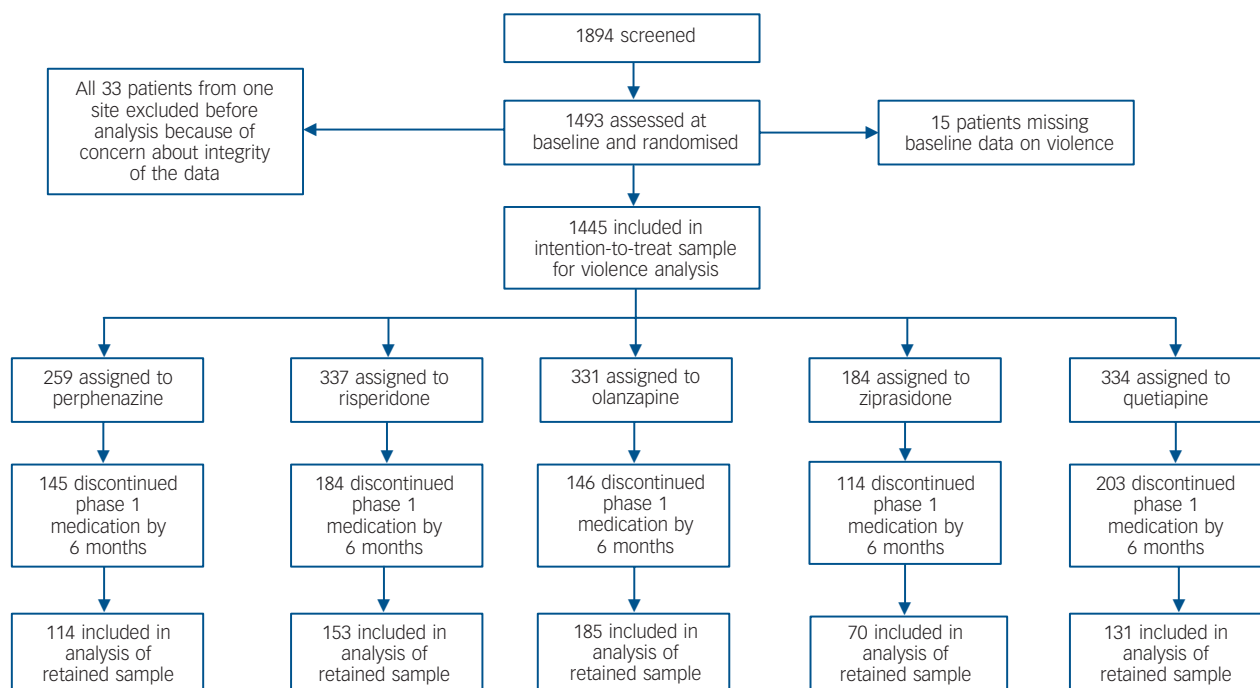 1894 screened
All 33 patients from one
site excluded before
analysis because of
concern about integrity
of the data
1493 assessed at
baseline and randomised
15 patients missing
baseline data on violence
1445 included in
intention-to-treat sample
for violence analysis
259 assigned to
perphenazine
337 assigned to
risperidone
331 assigned to
olanzapine
184 assigned to
ziprasidone
334 assigned to
quetiapine
145 discontinued
phase 1
medication by
6 months
184 discontinued
phase 1
medication by
6 months
146 discontinued
phase 1
medication by
6 months
114 discontinued
phase 1
medication by
6 months
203 discontinued
phase 1
medication by
6 months
114 included in
analysis of
retained sample
153 included in
analysis of
retained sample
185 included in
analysis of
retained sample
70 included in
analysis of
retained sample
131 included in
analysis of
retained sample